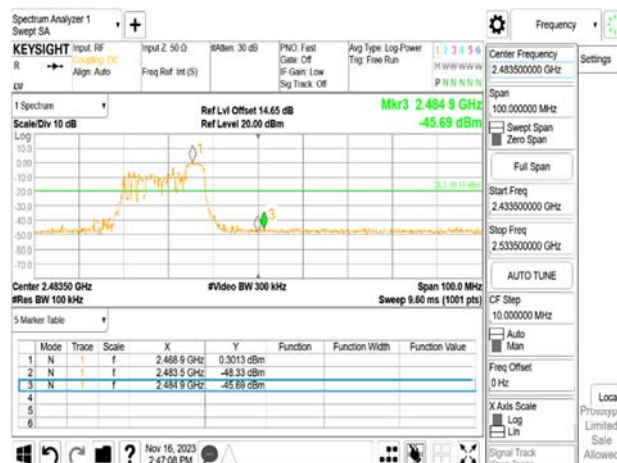 Spectrum Analyzer 1
Swept SA
Frequency
KEYSIGHT Input: RF Input Z: 50 Ω #Atten: 30 dB PNO: Fast Avg Type: Log-Power 1 2 3 4 5 6
R Coupling: DC Gate: Off Trig: Free Run M W W W W W
Align: Auto Freq Ref: Int (S) IF Gain: Low
Sig Track: Off P N N N N N
1 Spectrum Ref Lvl Offset 14.65 dB Mkr3 2.484 9 GHz
Scale/Div 10 dB Ref Level 20.00 dBm -45.69 dBm
Log
10.0
0.00
-10.0
-20.0
-30.0
-40.0
-50.0
-60.0
-70.0
1
3
Center 2.48350 GHz #Video BW 300 kHz Span 100.0 MHz
#Res BW 100 kHz Sweep 9.60 ms (1001 pts)
5 Marker Table
Mode Trace Scale X Y Function Function Width Function Value
1 N 1 f 2.468 9 GHz 0.3013 dBm
2 N 1 f 2.483 5 GHz -48.33 dBm
3 N 1 f 2.484 9 GHz -45.69 dBm
4
5
6
Nov 16, 2023
2:47:08 PM
Center Frequency
2.483500000 GHz
Settings
Span
100.000000 MHz
Swept Span
Zero Span
Full Span
Start Freq
2.433500000 GHz
Stop Freq
2.533500000 GHz
AUTO TUNE
CF Step
10.000000 MHz
Auto
Man
Freq Offset
0 Hz
X Axis Scale
Log
Lin
Signal Track
Loca
Limited
Sale
Allowed